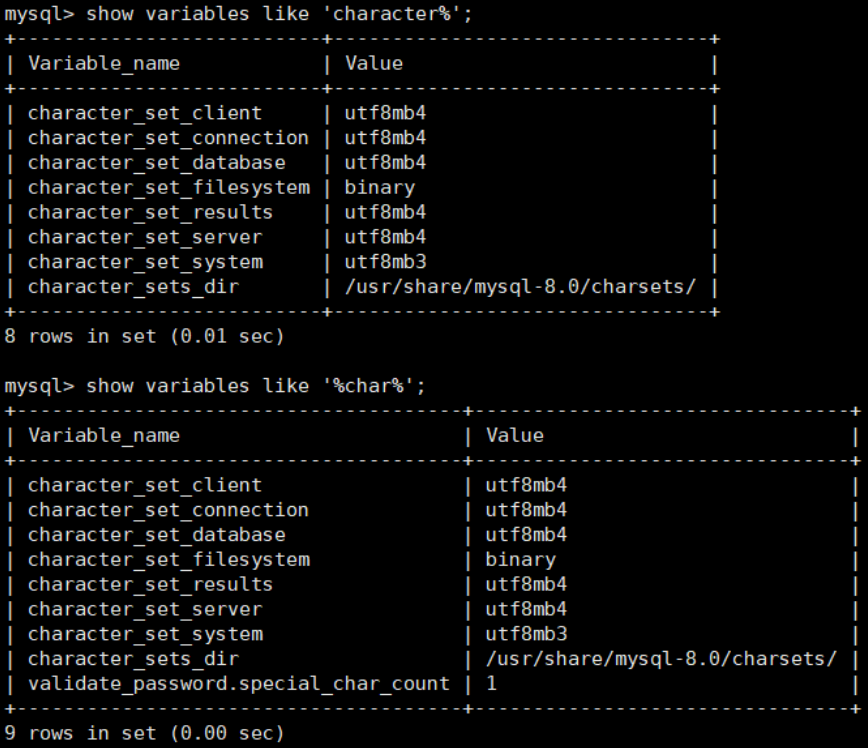 mysql> show variables like 'character%';
+--------------------------+--------------------------------+
| Variable_name            | Value                          |
+--------------------------+--------------------------------+
| character_set_client     | utf8mb4                        |
| character_set_connection | utf8mb4                        |
| character_set_database   | utf8mb4                        |
| character_set_filesystem | binary                         |
| character_set_results    | utf8mb4                        |
| character_set_server     | utf8mb4                        |
| character_set_system     | utf8mb3                        |
| character_sets_dir       | /usr/share/mysql-8.0/charsets/ |
+--------------------------+--------------------------------+
8 rows in set (0.01 sec)

mysql> show variables like '%char%';
+--------------------------------------+--------------------------------+
| Variable_name                        | Value                          |
+--------------------------------------+--------------------------------+
| character_set_client                 | utf8mb4                        |
| character_set_connection             | utf8mb4                        |
| character_set_database               | utf8mb4                        |
| character_set_filesystem             | binary                         |
| character_set_results                | utf8mb4                        |
| character_set_server                 | utf8mb4                        |
| character_set_system                 | utf8mb3                        |
| character_sets_dir                   | /usr/share/mysql-8.0/charsets/ |
| validate_password.special_char_count | 1                              |
+--------------------------------------+--------------------------------+
9 rows in set (0.00 sec)